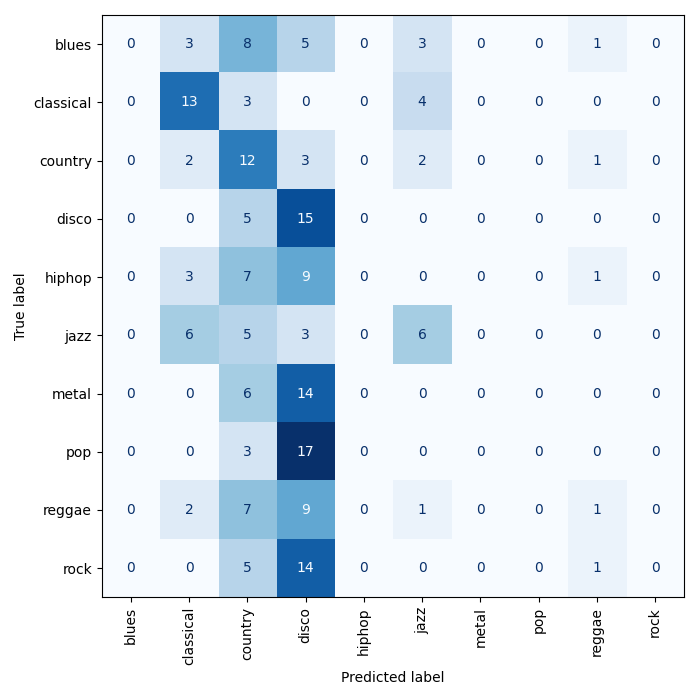 blues 0 3 8 5 0 3 0 0 1 0
classical 0 13 3 0 0 4 0 0 0 0
country 0 2 12 3 0 2 0 0 1 0
disco 0 0 5 15 0 0 0 0 0 0
hiphop 0 3 7 9 0 0 0 0 1 0
jazz 0 6 5 3 0 6 0 0 0 0
metal 0 0 6 14 0 0 0 0 0 0
pop 0 0 3 17 0 0 0 0 0 0
reggae 0 2 7 9 0 1 0 0 1 0
rock 0 0 5 14 0 0 0 0 1 0
True label
blues classical country disco hiphop jazz metal pop reggae rock
Predicted label